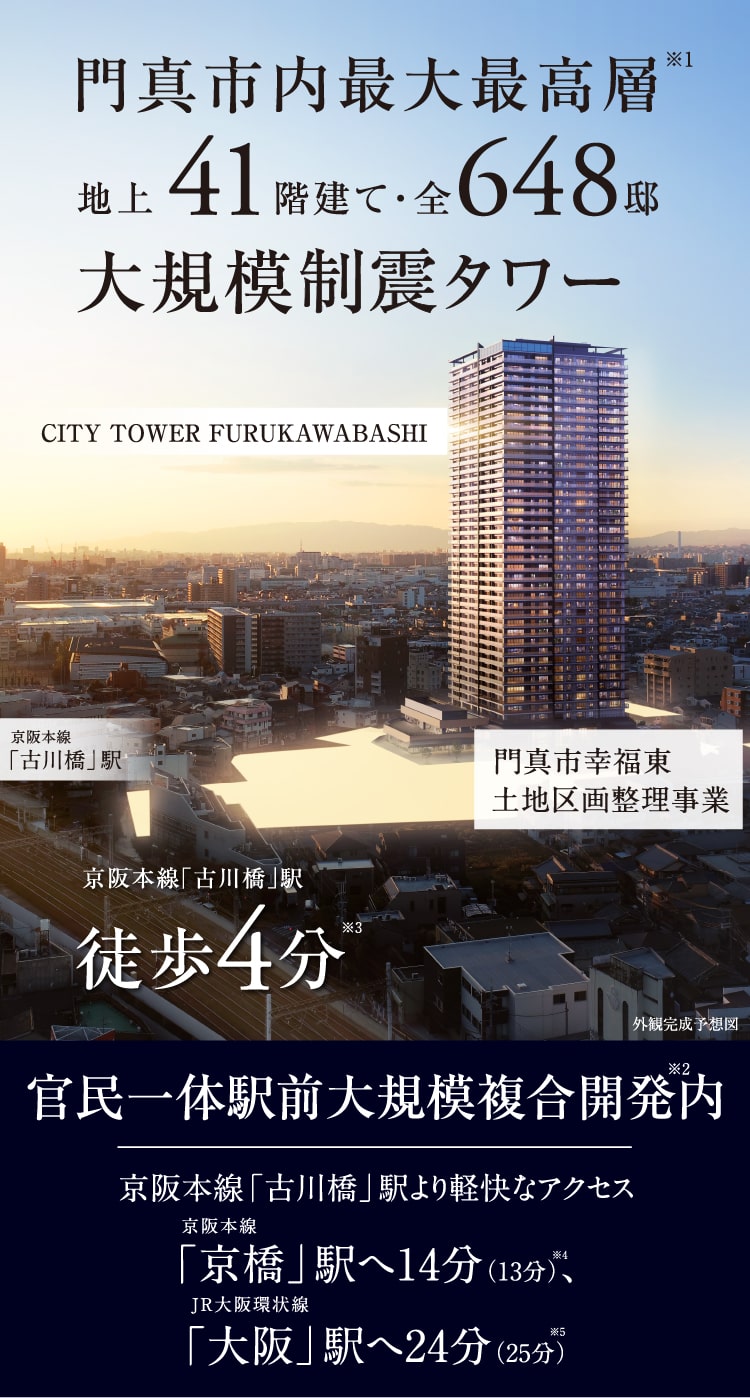 門真市内最大最高層※1
地上41階建て・全648邸
大規模制震タワー
CITY TOWER FURUKAWABASHI
京阪本線
「古川橋」駅
門真市幸福東
土地区画整理事業
京阪本線「古川橋」駅
徒歩4分※3
外観完成予想図
官民一体駅前大規模複合開発内※2
京阪本線「古川橋」駅より軽快なアクセス
京阪本線
「京橋」駅へ14分(13分)※4、
JR大阪環状線
「大阪」駅へ24分(25分)※5